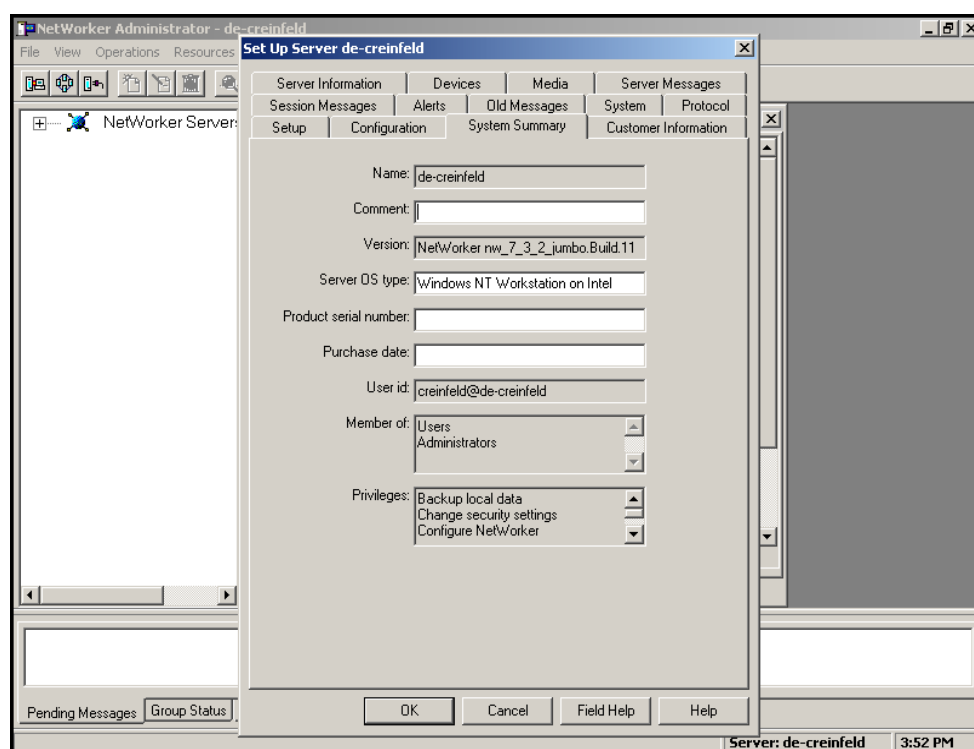 NetWorker Administrator - de-creinfeld
File View Operations Resources
Set Up Server de-creinfeld
Server Information Devices Media Server Messages
Session Messages Alerts Old Messages System Protocol
Setup Configuration System Summary Customer Information
NetWorker Server
Name: de-creinfeld
Comment:
Version: NetWorker nw_7_3_2_jumbo.Build.11
Server OS type: Windows NT Workstation on Intel
Product serial number:
Purchase date:
User id: creinfeld@de-creinfeld
Member of: Users
Administrators
Privileges: Backup local data
Change security settings
Configure NetWorker
OK Cancel Field Help Help
Pending Messages Group Status
Server: de-creinfeld 3:52 PM